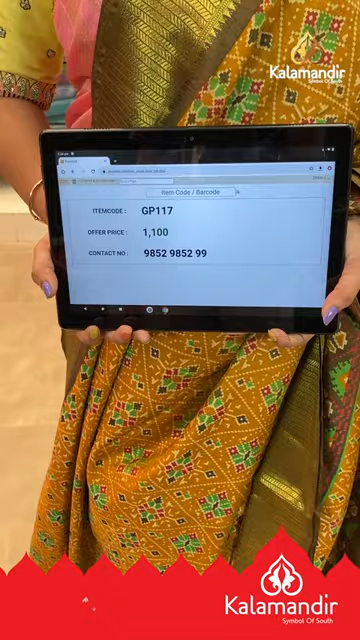 Kalamandir
Symbol Of South
Item Code / Barcode
ITEMCODE : GP117
OFFER PRICE : 1,100
CONTACT NO : 9852 9852 99
Kalamandir
Symbol Of South